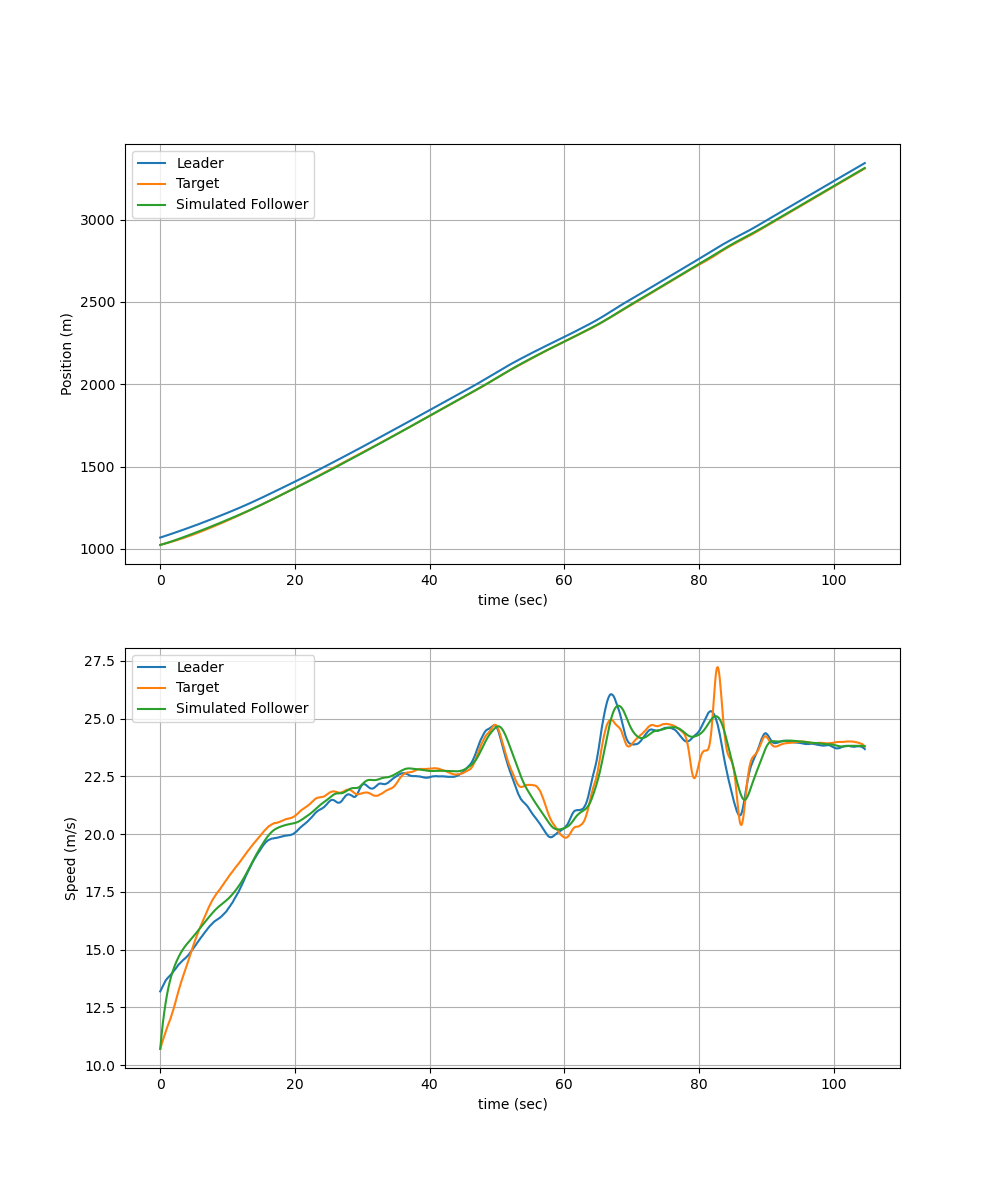 Leader
Target
Simulated Follower
3000
2500
2000
1500
1000
Position (m)
0 20 40 60 80 100
time (sec)
Leader
Target
Simulated Follower
27.5
25.0
22.5
20.0
17.5
15.0
12.5
10.0
Speed (m/s)
0 20 40 60 80 100
time (sec)